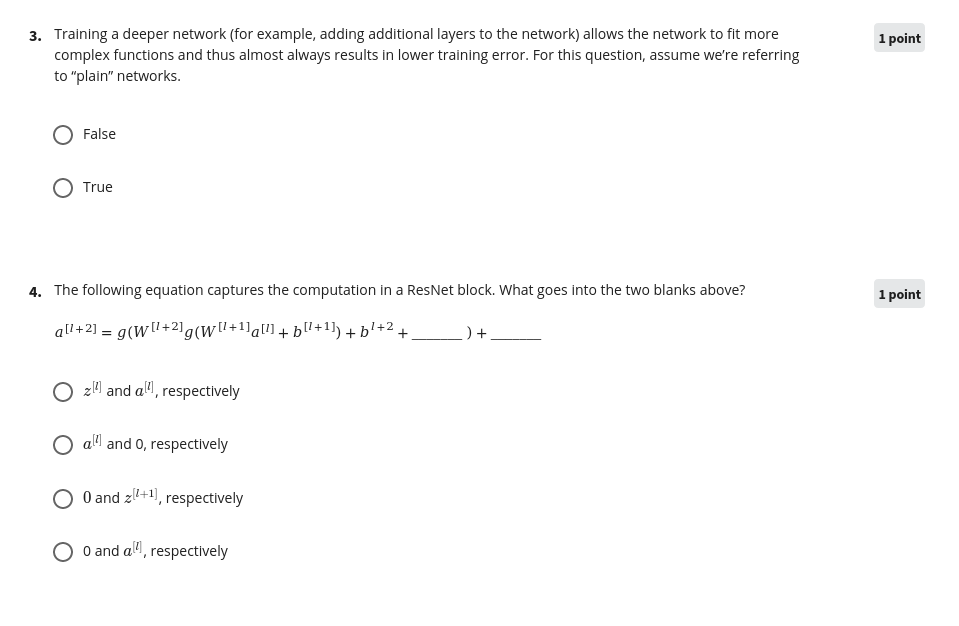 3. Training a deeper network (for example, adding additional layers to the network) allows the network to fit more 1 point
complex functions and thus almost always results in lower training error. For this question, assume we’re referring
to “plain” networks.
False
True
4. The following equation captures the computation in a ResNet block. What goes into the two blanks above? 1 point
a^[l+2] = g(W^[l+2]g(W^[l+1]a^[l] + b^[l+1]) + b^l+2 + _______ ) + _______
z^[l] and a^[l], respectively
a^[l] and 0, respectively
0 and z^[l+1], respectively
0 and a^[l], respectively